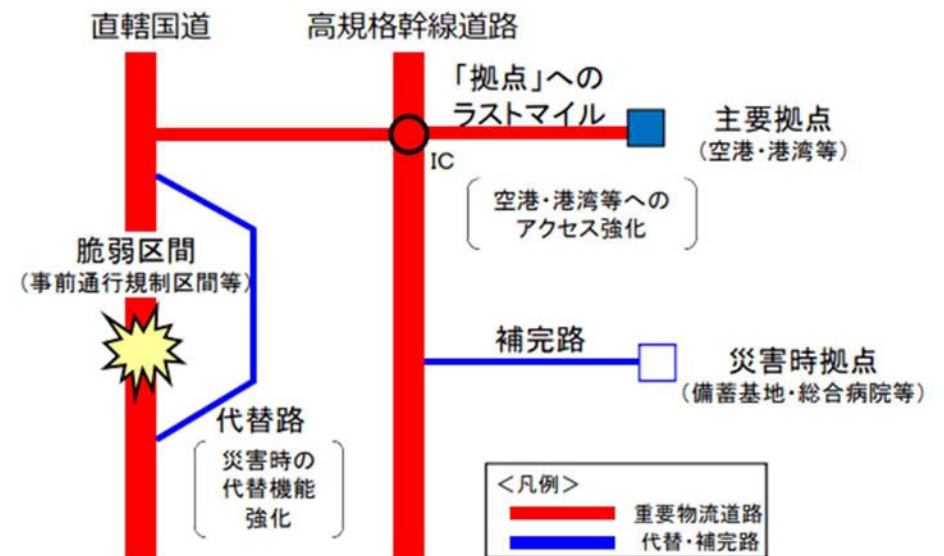 直轄国道
高規格幹線道路
「拠点」への
ラストマイル
主要拠点
(空港・港湾等)
IC
空港・港湾等への
アクセス強化
脆弱区間
(事前通行規制区間等)
補完路
災害時拠点
(備蓄基地・総合病院等)
代替路
災害時の
代替機能
強化
<凡例>
重要物流道路
代替・補完路